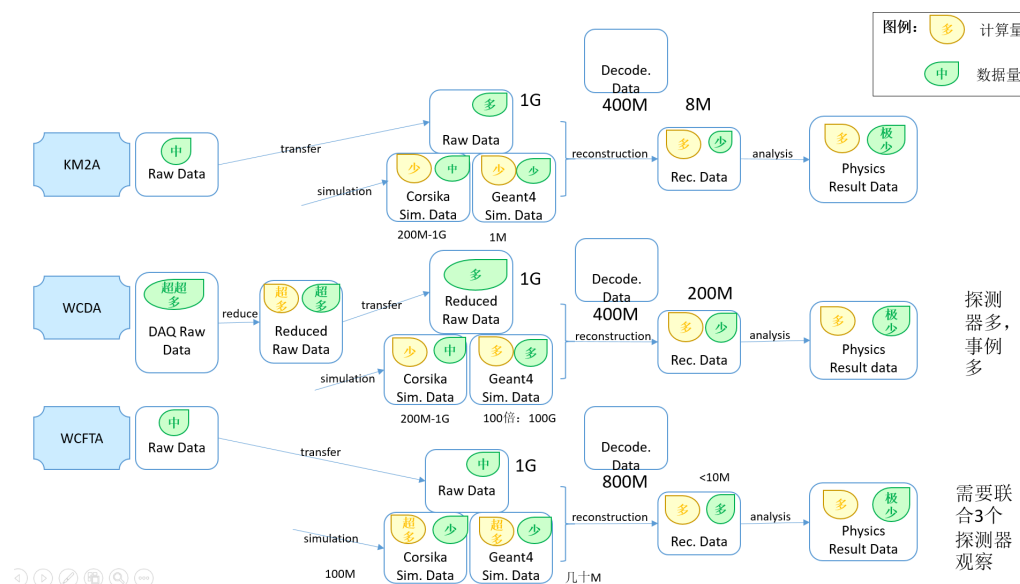 图例:
多
计算量
中
数据量
KM2A
中
Raw Data
transfer
多
Raw Data
1G
simulation
少
中
Corsika
Sim. Data
200M-1G
少
少
Geant4
Sim. Data
1M
Decode.
Data
400M
8M
reconstruction
多
少
Rec. Data
analysis
多
极
少
Physics
Result Data
WCDA
超超
多
DAQ Raw
Data
reduce
超
多
超
多
Reduced
Raw Data
transfer
多
Reduced
Raw Data
1G
simulation
少
中
Corsika
Sim. Data
200M-1G
多
多
Geant4
Sim. Data
100倍：100G
Decode.
Data
400M
200M
reconstruction
多
少
Rec. Data
analysis
多
极
少
Physics
Result data
探测
器多，
事例
多
WCFTA
中
Raw Data
transfer
中
Raw Data
1G
simulation
超
多
少
Corsika
Sim. Data
100M
超
多
少
Geant4
Sim. Data
几十M
Decode.
Data
800M
<10M
reconstruction
多
多
Rec. Data
analysis
多
极
少
Physics
Result Data
需要联
合3个
探测器
观察